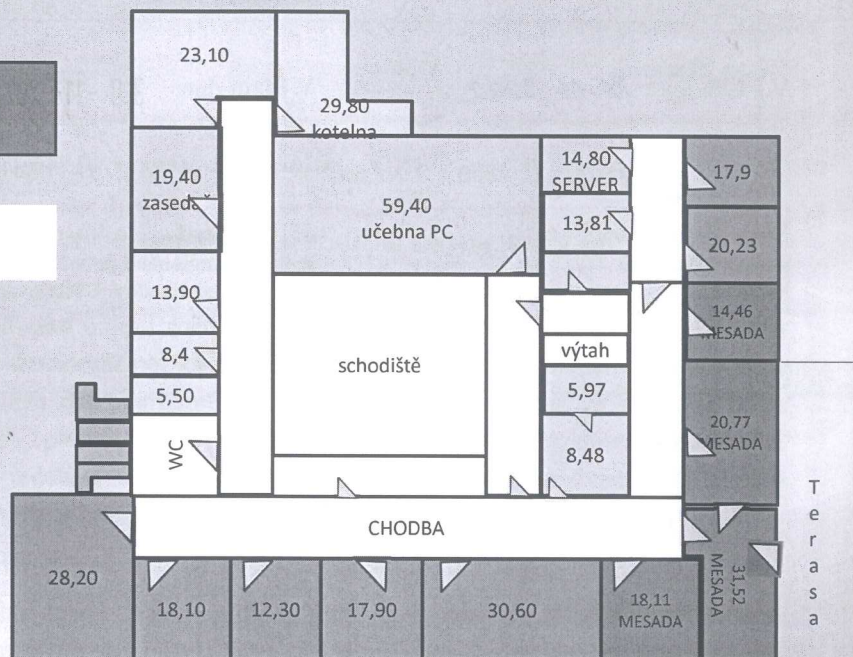 23,10
29,80
kotelna
19,40
zasedač
59,40
učebna PC
14,80
SERVER
13,81
17,9
20,23
13,90
14,46
MESADA
8,4
schodiště
výtah
5,50
5,97
20,77
MESADA
WC
8,48
Terasa
CHODBA
28,20
18,10
12,30
17,90
30,60
18,11
MESADA
31,52
MESADA